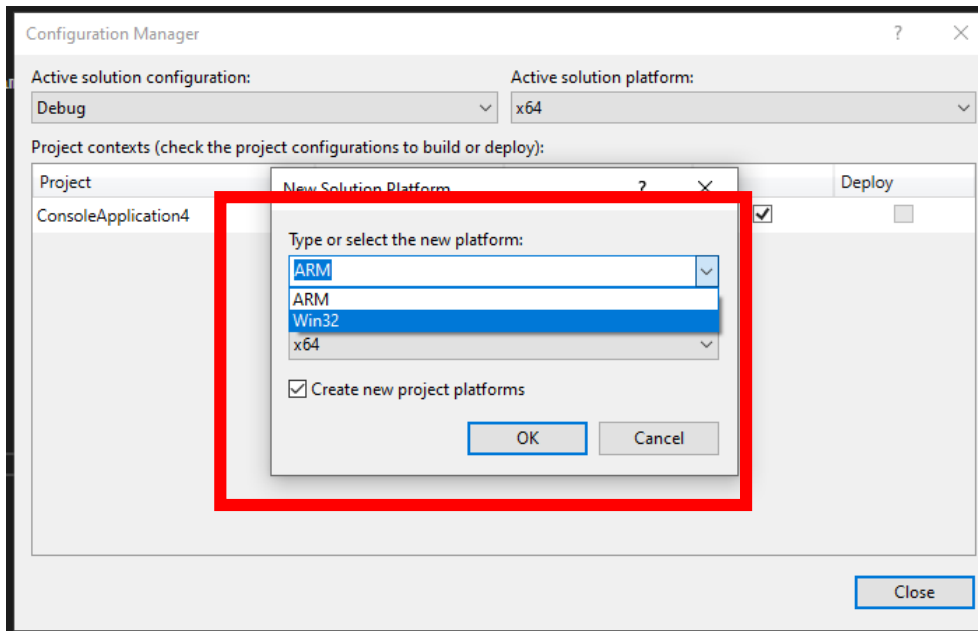 Configuration Manager ? ×
Active solution configuration: Active solution platform:
Debug x64
Project contexts (check the project configurations to build or deploy):
Project Deploy
ConsoleApplication4
New Solution Platform ? ×
Type or select the new platform:
ARM
ARM
Win32
x64
Create new project platforms
OK Cancel
Close